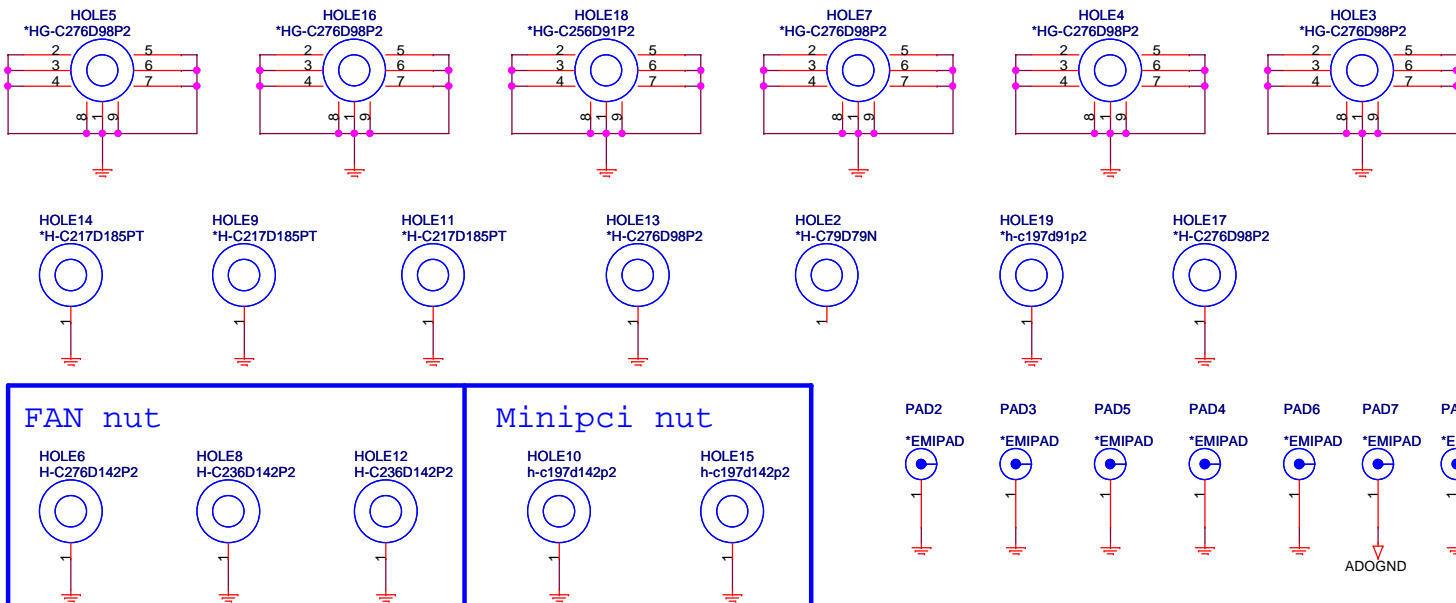 HOLE5 HOLE16 HOLE18 HOLE7 HOLE4 HOLE3
*HG-C276D98P2 *HG-C276D98P2 *HG-C256D91P2 *HG-C276D98P2 *HG-C276D98P2 *HG-C276D98P2
2 5 2 5 2 5 2 5 2 5 2 5
3 6 3 6 3 6 3 6 3 6 3 6
4 7 4 7 4 7 4 7 4 7 4 7
8 1 9 8 1 9 8 1 9 8 1 9 8 1 9 8 1 9
HOLE14 HOLE9 HOLE11 HOLE13 HOLE2 HOLE19 HOLE17
*H-C217D185PT *H-C217D185PT *H-C217D185PT *H-C276D98P2 *H-C79D79N *h-c197d91p2 *H-C276D98P2
1 1 1 1 1 1 1
FAN nut
HOLE6 HOLE8 HOLE12
H-C276D142P2 H-C236D142P2 H-C236D142P2
1 1 1
Minipci nut
HOLE10 HOLE15
h-c197d142p2 h-c197d142p2
1 1
PAD2 PAD3 PAD5 PAD4 PAD6 PAD7
*EMIPAD *EMIPAD *EMIPAD *EMIPAD *EMIPAD *EMIPAD
1 1 1 1 1 1 1
ADOGND